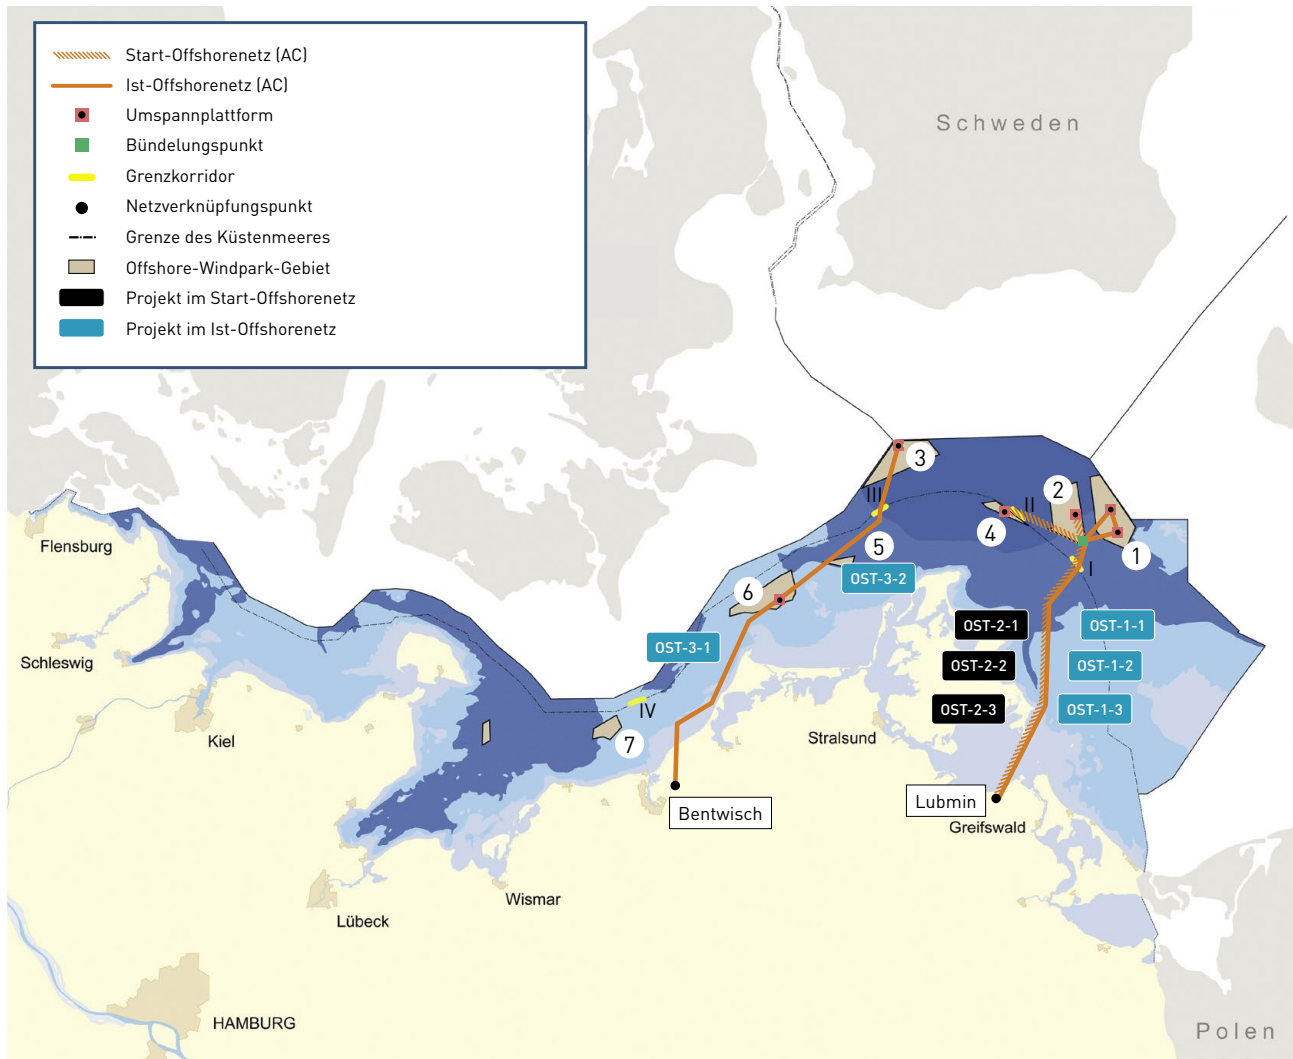 Start-Offshorenetz (AC)
Ist-Offshorenetz (AC)
Umspannplattform
Bündelungspunkt
Grenzkorridor
Netzverknüpfungspunkt
Grenze des Küstenmeeres
Offshore-Windpark-Gebiet
Projekt im Start-Offshorenetz
Projekt im Ist-Offshorenetz
Schweden
3
III
2
II
4
1
I
5
OST-3-2
6
OST-3-1
OST-2-1
OST-1-1
OST-2-2
OST-1-2
OST-2-3
OST-1-3
IV
7
Flensburg
Schleswig
Kiel
Stralsund
Bentwisch
Lubmin
Greifswald
Wismar
Lübeck
HAMBURG
Polen